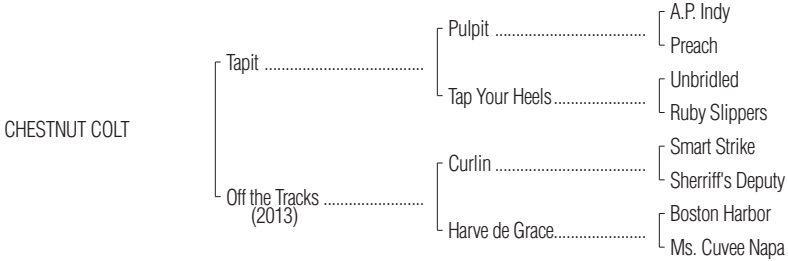 CHESTNUT COLT
Tapit
Off the Tracks
(2013)
Pulpit
Tap Your Heels
Curlin
Harve de Grace
A.P. Indy
Preach
Unbridled
Ruby Slippers
Smart Strike
Sherriff's Deputy
Boston Harbor
Ms. Cuvee Napa